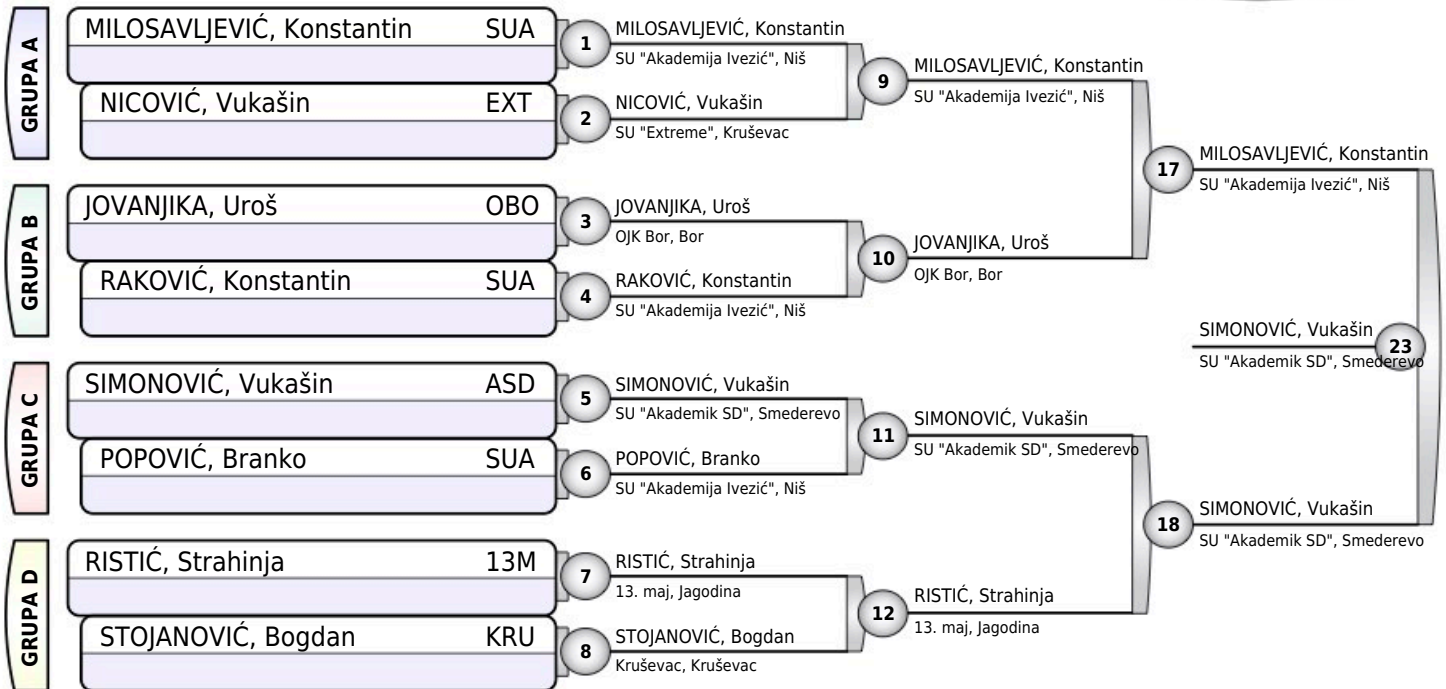 GRUPA A
MILOSAVLJEVIĆ, Konstantin SUA
NICOVIĆ, Vukašin EXT
GRUPA B
JOVANJIKA, Uroš OBO
RAKOVIĆ, Konstantin SUA
GRUPA C
SIMONOVIĆ, Vukašin ASD
POPOVIĆ, Branko SUA
GRUPA D
RISTIĆ, Strahinja 13M
STOJANOVIĆ, Bogdan KRU
1
MILOSAVLJEVIĆ, Konstantin
SU "Akademija Ivezić", Niš
2
NICOVIĆ, Vukašin
SU "Extreme", Kruševac
3
JOVANJIKA, Uroš
OJK Bor, Bor
4
RAKOVIĆ, Konstantin
SU "Akademija Ivezić", Niš
5
SIMONOVIĆ, Vukašin
SU "Akademik SD", Smederevo
6
POPOVIĆ, Branko
SU "Akademija Ivezić", Niš
7
RISTIĆ, Strahinja
13. maj, Jagodina
8
STOJANOVIĆ, Bogdan
Kruševac, Kruševac
9
MILOSAVLJEVIĆ, Konstantin
SU "Akademija Ivezić", Niš
10
JOVANJIKA, Uroš
OJK Bor, Bor
11
SIMONOVIĆ, Vukašin
SU "Akademik SD", Smederevo
12
RISTIĆ, Strahinja
13. maj, Jagodina
17
MILOSAVLJEVIĆ, Konstantin
SU "Akademija Ivezić", Niš
18
SIMONOVIĆ, Vukašin
SU "Akademik SD", Smederevo
23
SIMONOVIĆ, Vukašin
SU "Akademik SD", Smederevo